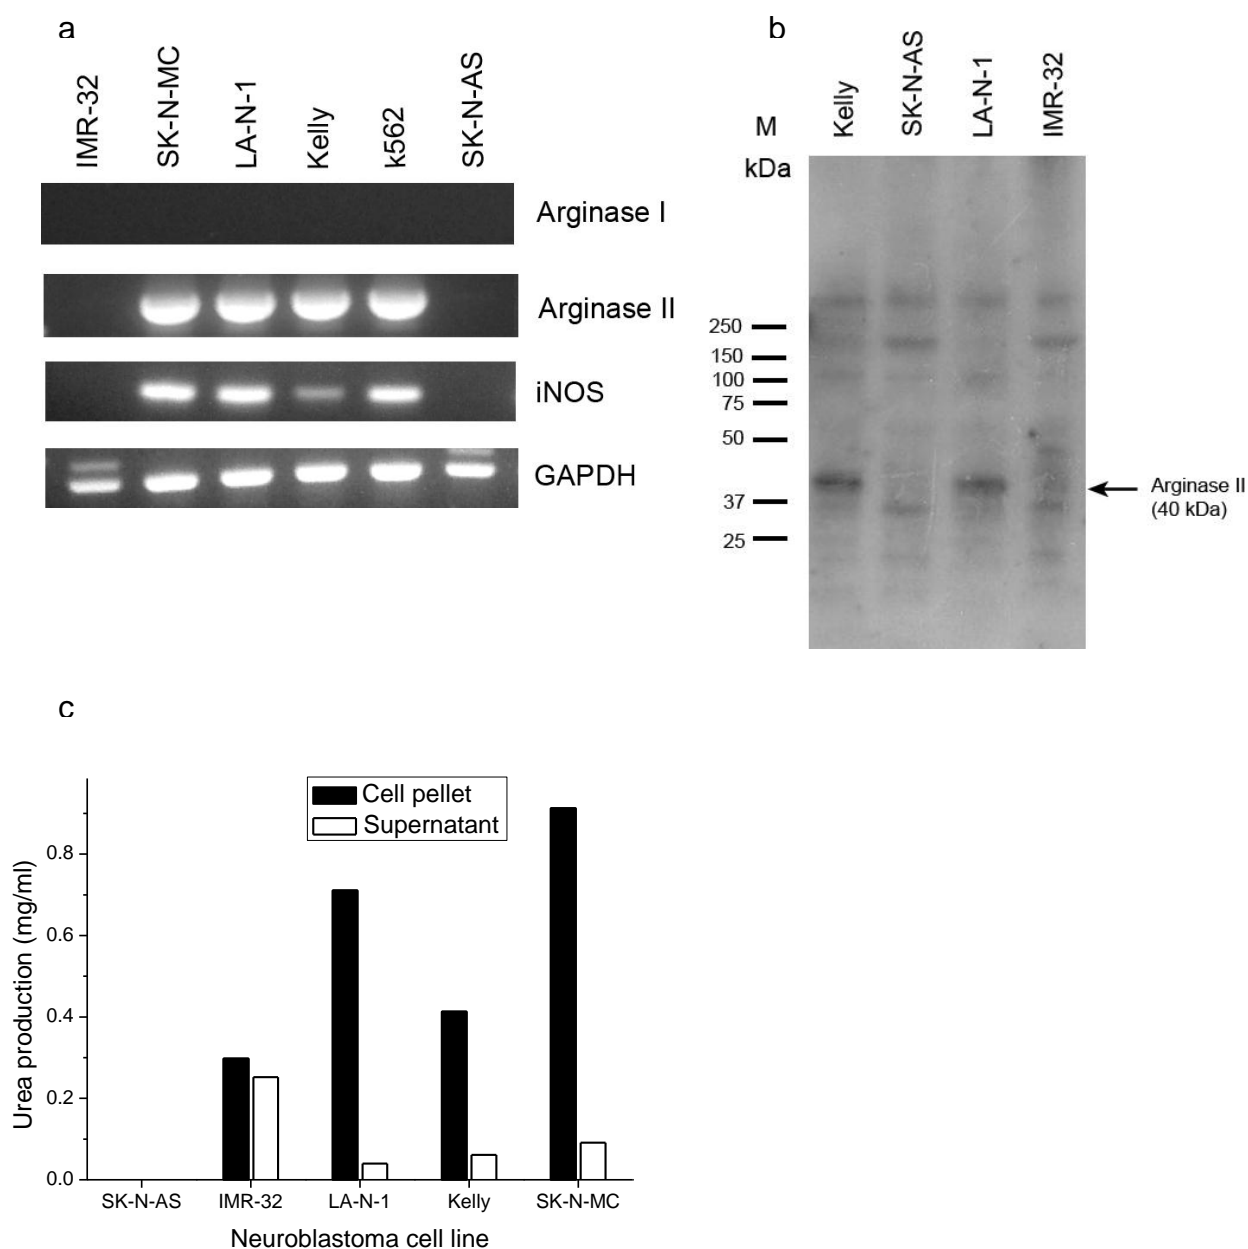 a
IMR-32
SK-N-MC
LA-N-1
Kelly
k562
SK-N-AS
Arginase I
Arginase II
iNOS
GAPDH
b
M
kDa
Kelly
SK-N-AS
LA-N-1
IMR-32
250
150
100
75
50
37
25
Arginase II
(40 kDa)
c
Cell pellet
Supernatant
Urea production (mg/ml)
0.8
0.6
0.4
0.2
0.0
SK-N-AS IMR-32 LA-N-1 Kelly SK-N-MC
Neuroblastoma cell line